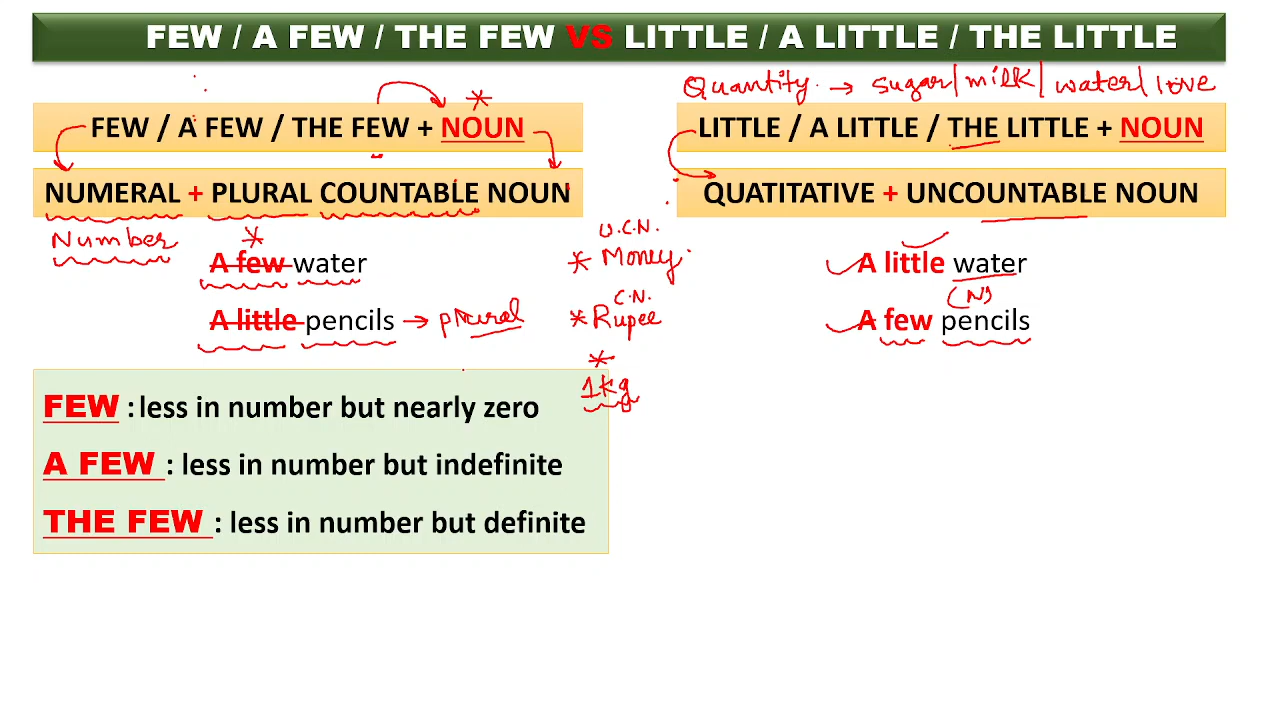 FEW / A FEW / THE FEW VS LITTLE / A LITTLE / THE LITTLE
Quantity → sugar/milk/water/love
FEW / A FEW / THE FEW + NOUN
LITTLE / A LITTLE / THE LITTLE + NOUN
NUMERAL + PLURAL COUNTABLE NOUN
QUATITATIVE + UNCOUNTABLE NOUN
Number
A few water
A little pencils → plural
U.C.N.
* Money
C.N.
* Rupee
*
1kg
A little water
(N)
A few pencils
FEW : less in number but nearly zero
A FEW : less in number but indefinite
THE FEW : less in number but definite